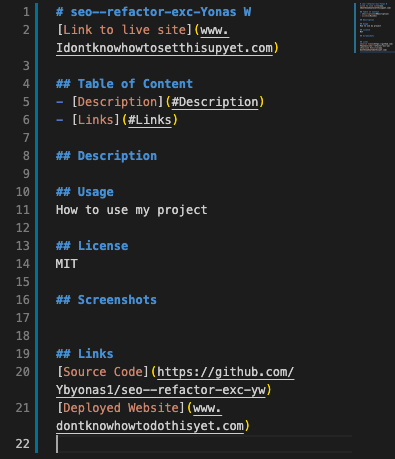 1 # seo--refactor-exc-Yonas W
2 [Link to live site](www.
Idontknowhowtosetthisupyet.com)
3
4 ## Table of Content
5 - [Description](#Description)
6 - [Links](#Links)
7
8 ## Description
9
10 ## Usage
11 How to use my project
12
13 ## License
14 MIT
15
16 ## Screenshots
17
18
19 ## Links
20 [Source Code](https://github.com/
Ybyonas1/seo--refactor-exc-yw)
21 [Deployed Website](www.
dontknowhowtodothisyet.com)
22